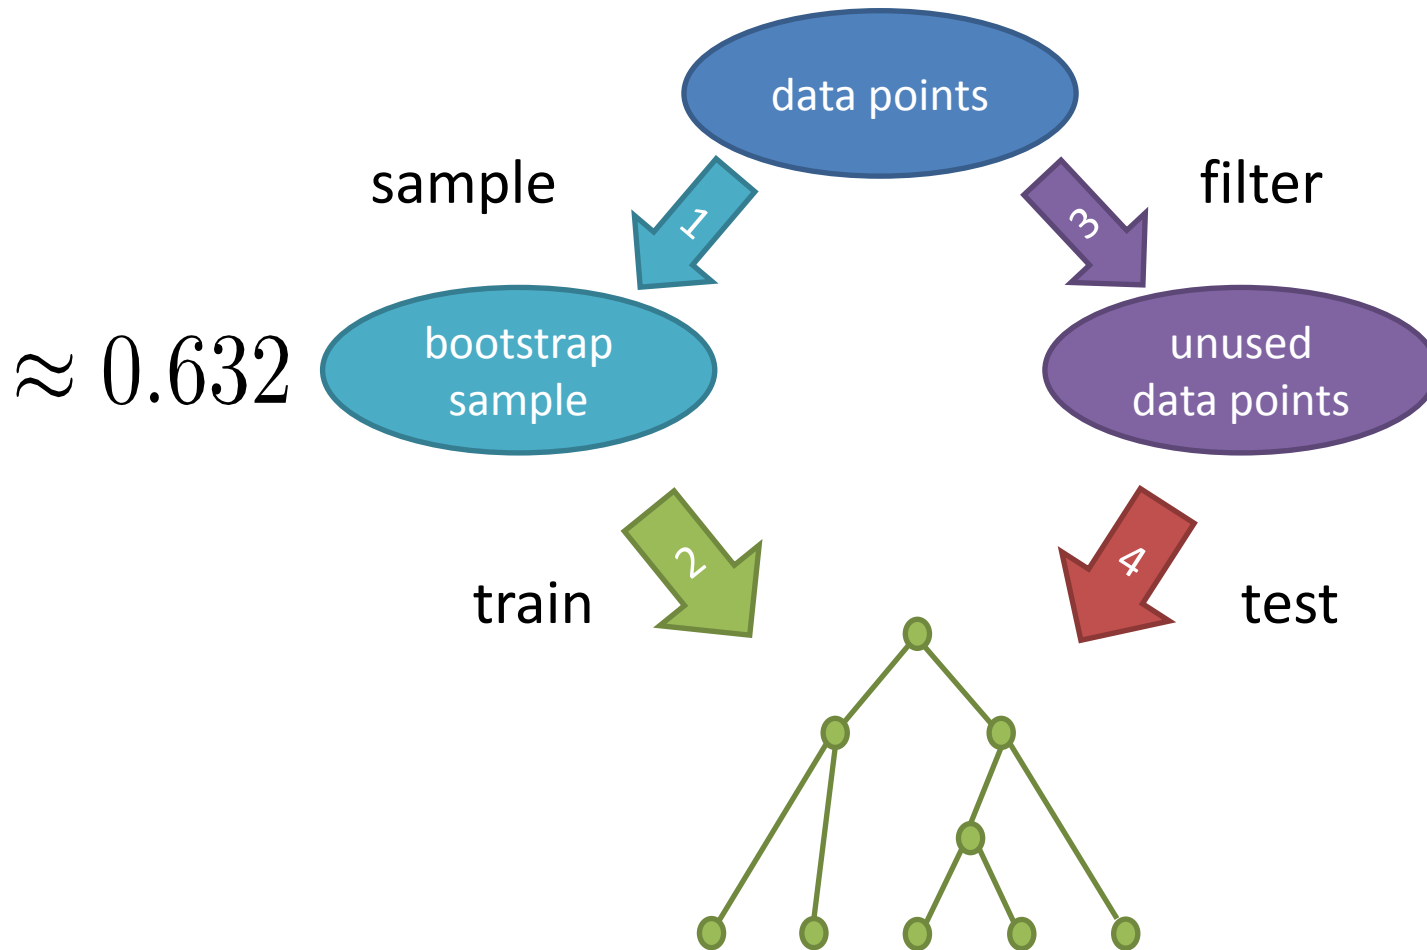 data points
sample
filter
1
3
≈ 0.632
bootstrap
sample
unused
data points
2
4
train
test